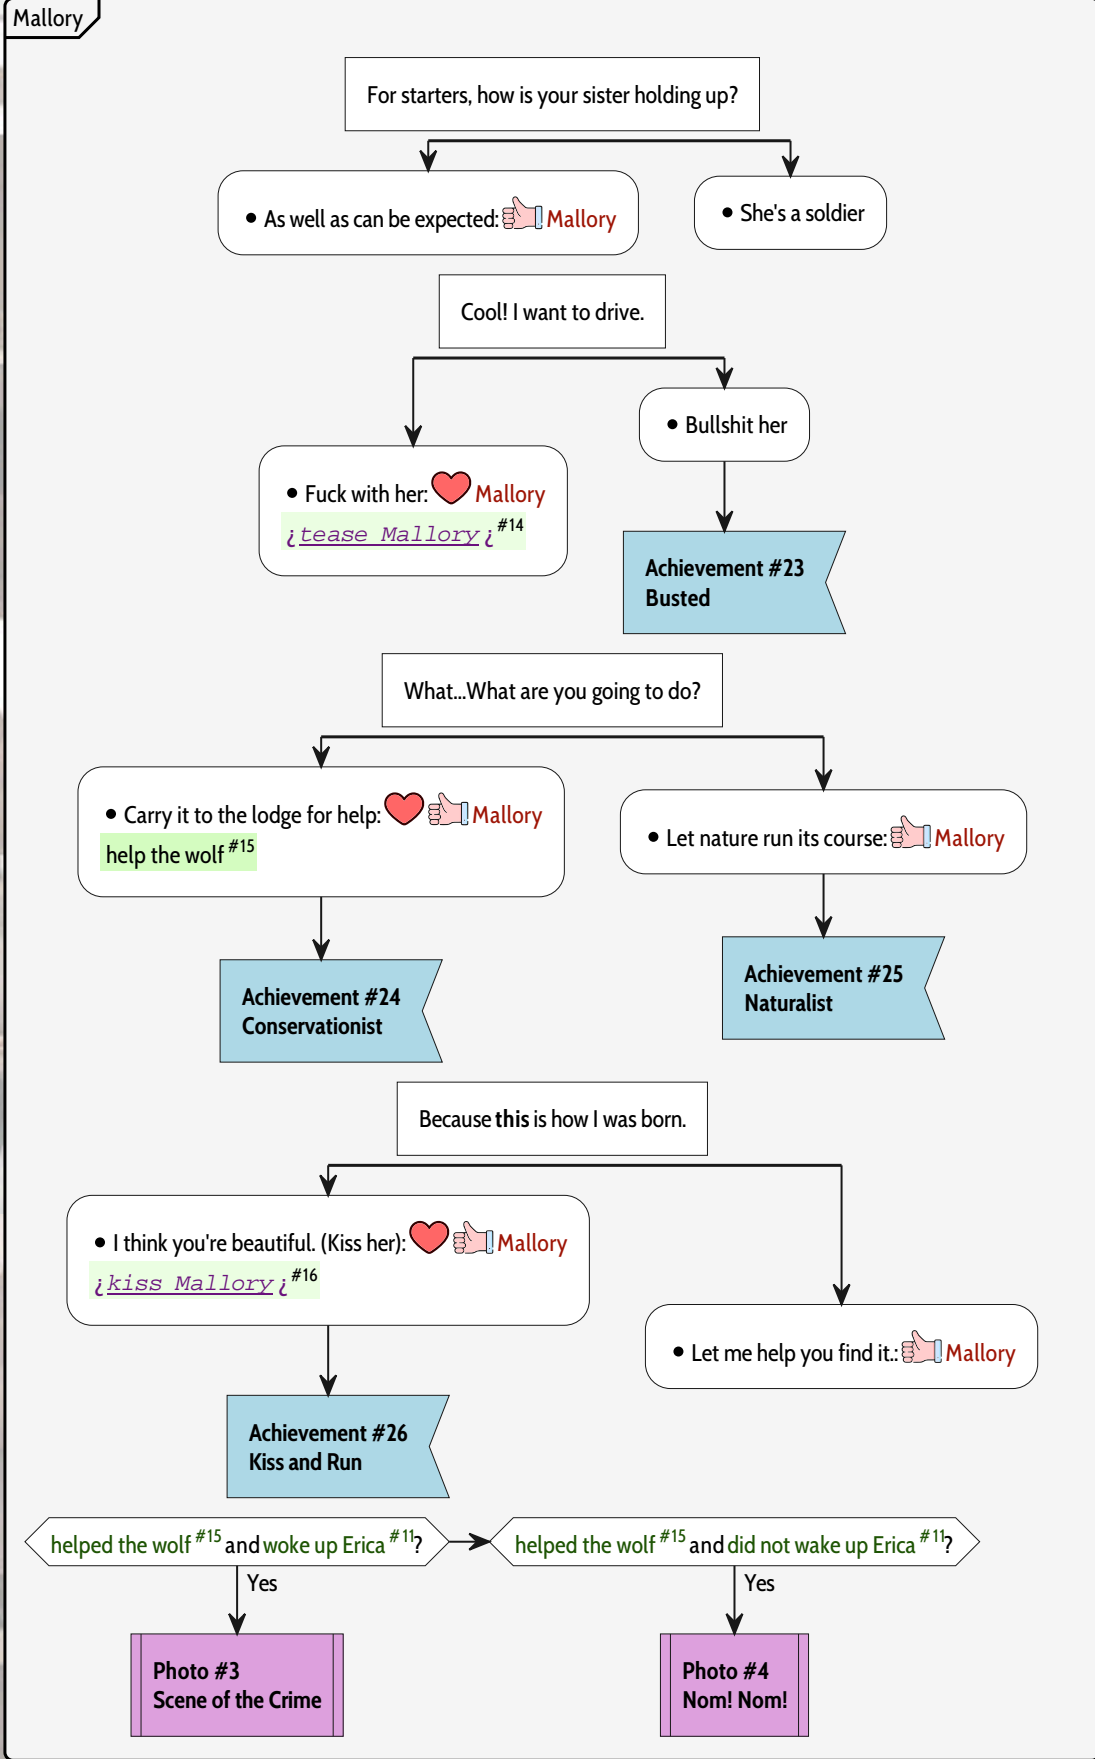 Mallory
For starters, how is your sister holding up?
• As well as can be expected: Mallory
• She's a soldier
Cool! I want to drive.
• Bullshit her
• Fuck with her: Mallory
¿tease Mallory¿ #14
Achievement #23
Busted
What...What are you going to do?
• Carry it to the lodge for help: Mallory
help the wolf #15
• Let nature run its course: Mallory
Achievement #24
Conservationist
Achievement #25
Naturalist
Because this is how I was born.
• I think you're beautiful. (Kiss her): Mallory
¿kiss Mallory¿ #16
• Let me help you find it.: Mallory
Achievement #26
Kiss and Run
helped the wolf #15 and woke up Erica #11?
helped the wolf #15 and did not wake up Erica #11?
Yes
Yes
Photo #3
Scene of the Crime
Photo #4
Nom! Nom!